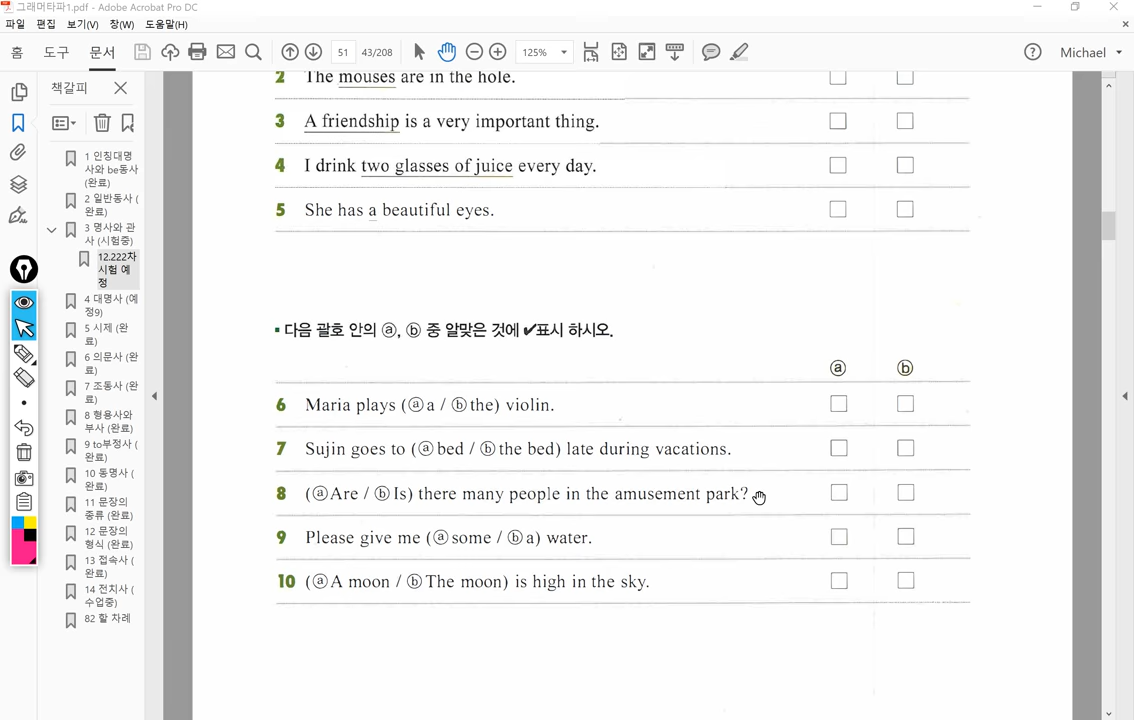 그래머타파1.pdf - Adobe Acrobat Pro DC
파일 편집 보기(V) 창(W) 도움말(H)
홈 도구 문서 51 43/208 125% Michael
책갈피
1 인칭대명
사와 be동사
(완료)
2 일반동사 (
완료)
3 명사와 관
사 (시험중)
12.222차
시험 예
정
4 대명사 (예
정9)
5 시제 (완
료)
6 의문사 (완
료)
7 조동사 (완
료)
8 형용사와
부사 (완료)
9 to부정사 (
완료)
10 동명사 (
완료)
11 문장의
종류 (완료)
12 문장의
형식 (완료)
13 접속사 (
완료)
14 전치사 (
수업중)
82 할 차례
2 The mouses are in the hole.
3 A friendship is a very important thing.
4 I drink two glasses of juice every day.
5 She has a beautiful eyes.
▪ 다음 괄호 안의 ⓐ, ⓑ 중 알맞은 것에 ✔표시 하시오.
ⓐ ⓑ
6 Maria plays (ⓐ a / ⓑ the) violin.
7 Sujin goes to (ⓐ bed / ⓑ the bed) late during vacations.
8 (ⓐ Are / ⓑ Is) there many people in the amusement park?
9 Please give me (ⓐ some / ⓑ a) water.
10 (ⓐ A moon / ⓑ The moon) is high in the sky.